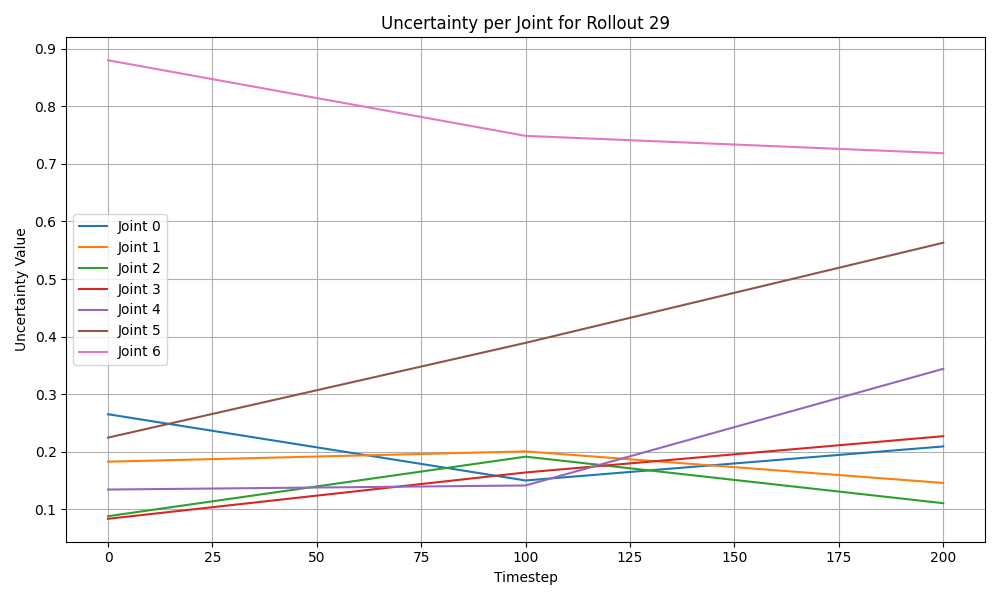 Uncertainty per Joint for Rollout 29
0.9
0.8
0.7
0.6
0.5
0.4
0.3
0.2
0.1
Uncertainty Value
Joint 0
Joint 1
Joint 2
Joint 3
Joint 4
Joint 5
Joint 6
0 25 50 75 100 125 150 175 200
Timestep